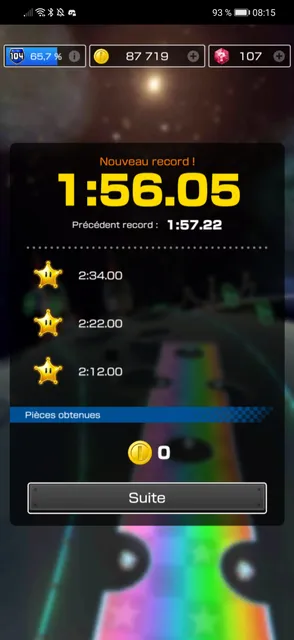 93 % 08:15
104 65,7 % 87 719 107
Nouveau record !
1:56.05
Précédent record : 1:57.22
2:34.00
2:22.00
2:12.00
Pièces obtenues
0
Suite